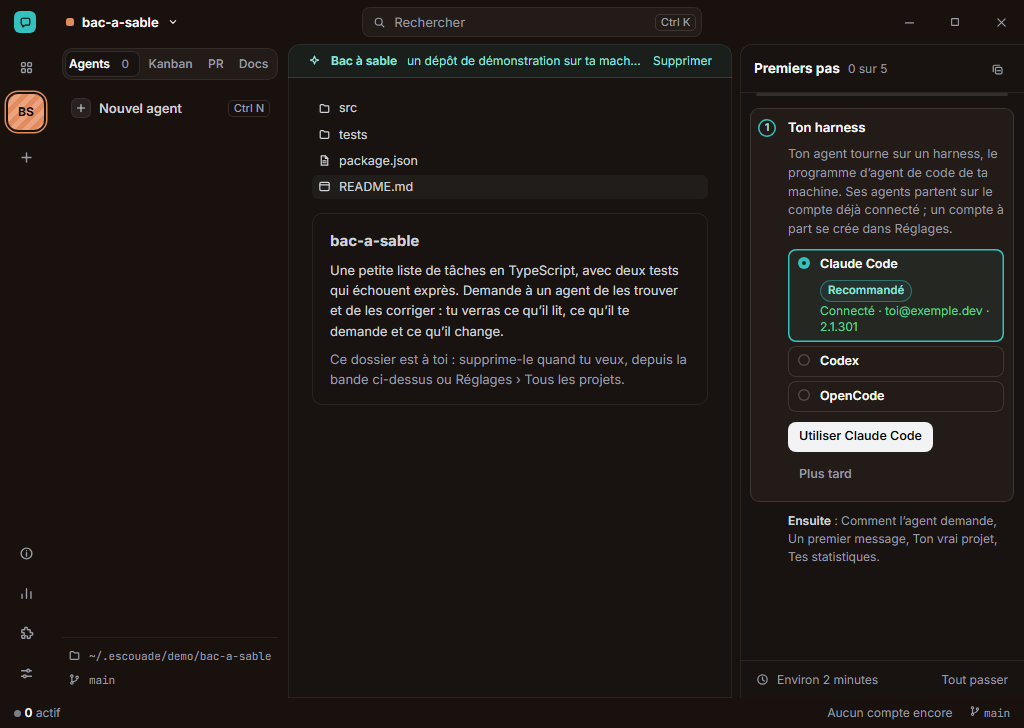 bac-a-sable
Rechercher
Ctrl K
Agents 0 Kanban PR Docs
BS
Nouvel agent Ctrl N
~/.escouade/demo/bac-a-sable
main
Bac à sable un dépôt de démonstration sur ta mach... Supprimer
src
tests
package.json
README.md
bac-a-sable
Une petite liste de tâches en TypeScript, avec deux tests
qui échouent exprès. Demande à un agent de les trouver
et de les corriger : tu verras ce qu’il lit, ce qu’il te
demande et ce qu’il change.
Ce dossier est à toi : supprime-le quand tu veux, depuis la
bande ci-dessus ou Réglages › Tous les projets.
Premiers pas 0 sur 5
1 Ton harness
Ton agent tourne sur un harness, le
programme d’agent de code de ta
machine. Ses agents partent sur le
compte déjà connecté ; un compte à
part se crée dans Réglages.
Claude Code
Recommandé
Connecté · toi@exemple.dev ·
2.1.301
Codex
OpenCode
Utiliser Claude Code
Plus tard
Ensuite : Comment l’agent demande,
Un premier message, Ton vrai projet,
Tes statistiques.
Environ 2 minutes Tout passer
0 actif
Aucun compte encore main